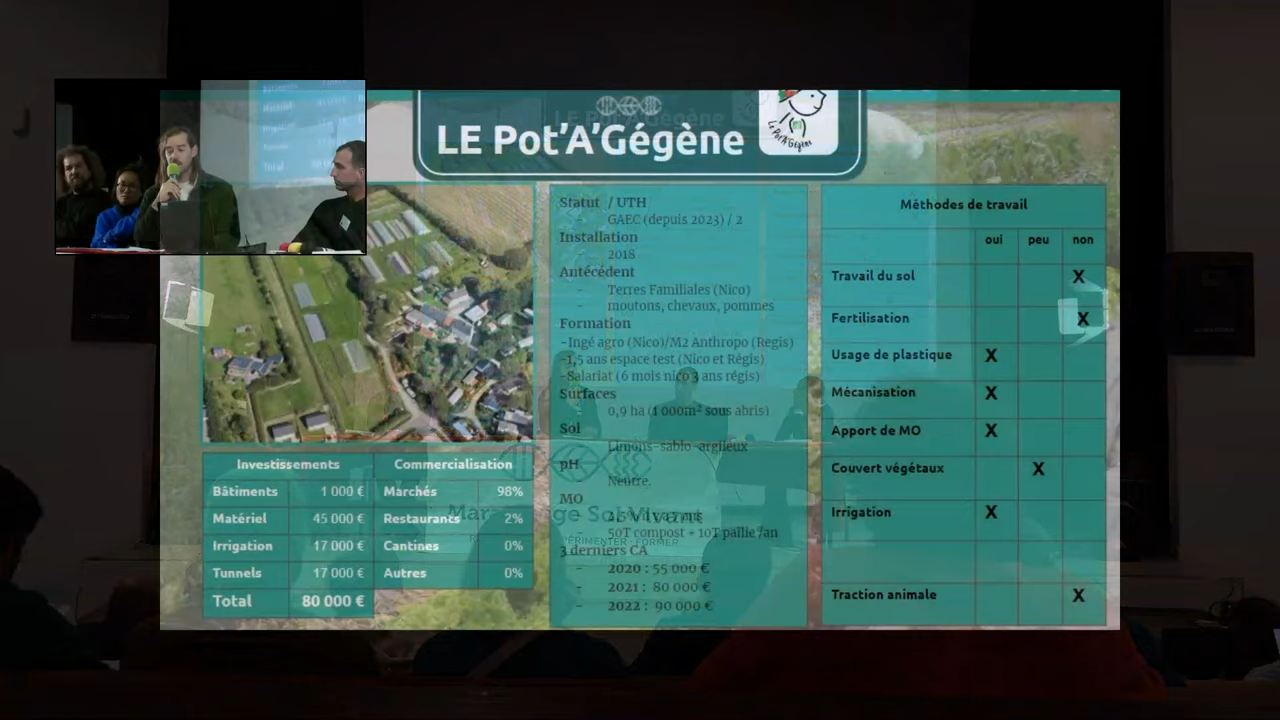 LE Pot'A'Gégène
Le Pot'A'Gégène
Statut / UTH
- GAEC (depuis 2023) / 2
Installation
- 2018
Antécédent
- Terres Familiales (Nico)
- moutons, chevaux, pommes
Formation
-Ingé agro (Nico)/M2 Anthropo (Regis)
-1,5 ans espace test (Nico et Régis)
-Salariat (6 mois nico 3 ans régis)
Surfaces
0,9 ha (1 000m² sous abris)
Sol
- Limons-sablo-argileux
pH
- Neutre.
MO
- 50T compost + 10T paille /an
3 derniers CA
- 2020 : 55 000 €
- 2021 : 80 000 €
- 2022 : 90 000 €
Méthodes de travail
oui peu non
Travail du sol X
Fertilisation X
Usage de plastique X
Mécanisation X
Apport de MO X
Couvert végétaux X
Irrigation X
Traction animale X
Investissements Commercialisation
Bâtiments 1 000 € Marchés 98%
Matériel 45 000 € Restaurants 2%
Irrigation 17 000 € Cantines 0%
Tunnels 17 000 € Autres 0%
Total 80 000 €